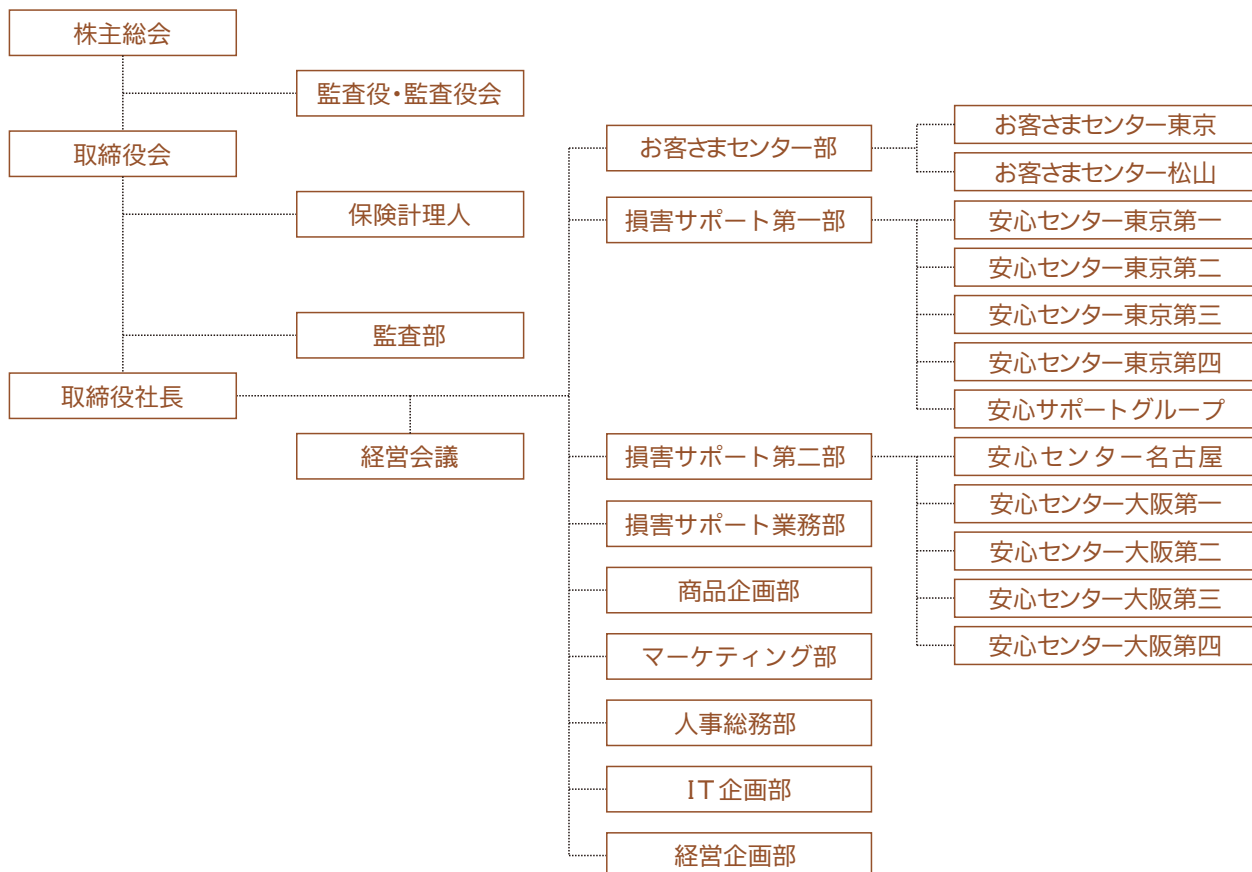 株主総会
監査役・監査役会
取締役会
保険計理人
監査部
取締役社長
経営会議
お客さまセンター部
お客さまセンター東京
お客さまセンター松山
損害サポート第一部
安心センター東京第一
安心センター東京第二
安心センター東京第三
安心センター東京第四
安心サポートグループ
損害サポート第二部
安心センター名古屋
安心センター大阪第一
安心センター大阪第二
安心センター大阪第三
安心センター大阪第四
損害サポート業務部
商品企画部
マーケティング部
人事総務部
IT企画部
経営企画部